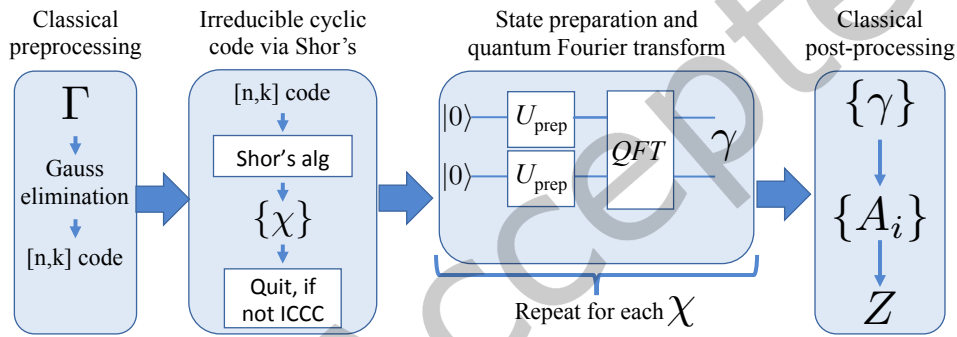 Classical
preprocessing
Γ
Gauss
elimination
[n,k] code
Irreducible cyclic
code via Shor's
[n,k] code
Shor's alg
{χ}
Quit, if
not ICCC
State preparation and
quantum Fourier transform
|0⟩ U_prep QFT γ
|0⟩ U_prep
Repeat for each χ
Classical
post-processing
{γ}
{A_i}
Z